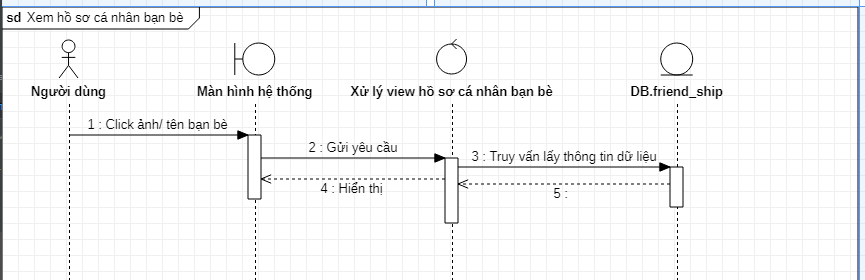 sd Xem hồ sơ cá nhân bạn bè
Người dùng
Màn hình hệ thống
Xử lý view hồ sơ cá nhân bạn bè
DB.friend_ship
1 : Click ảnh/ tên bạn bè
2 : Gửi yêu cầu
3 : Truy vấn lấy thông tin dữ liệu
4 : Hiển thị
5 :